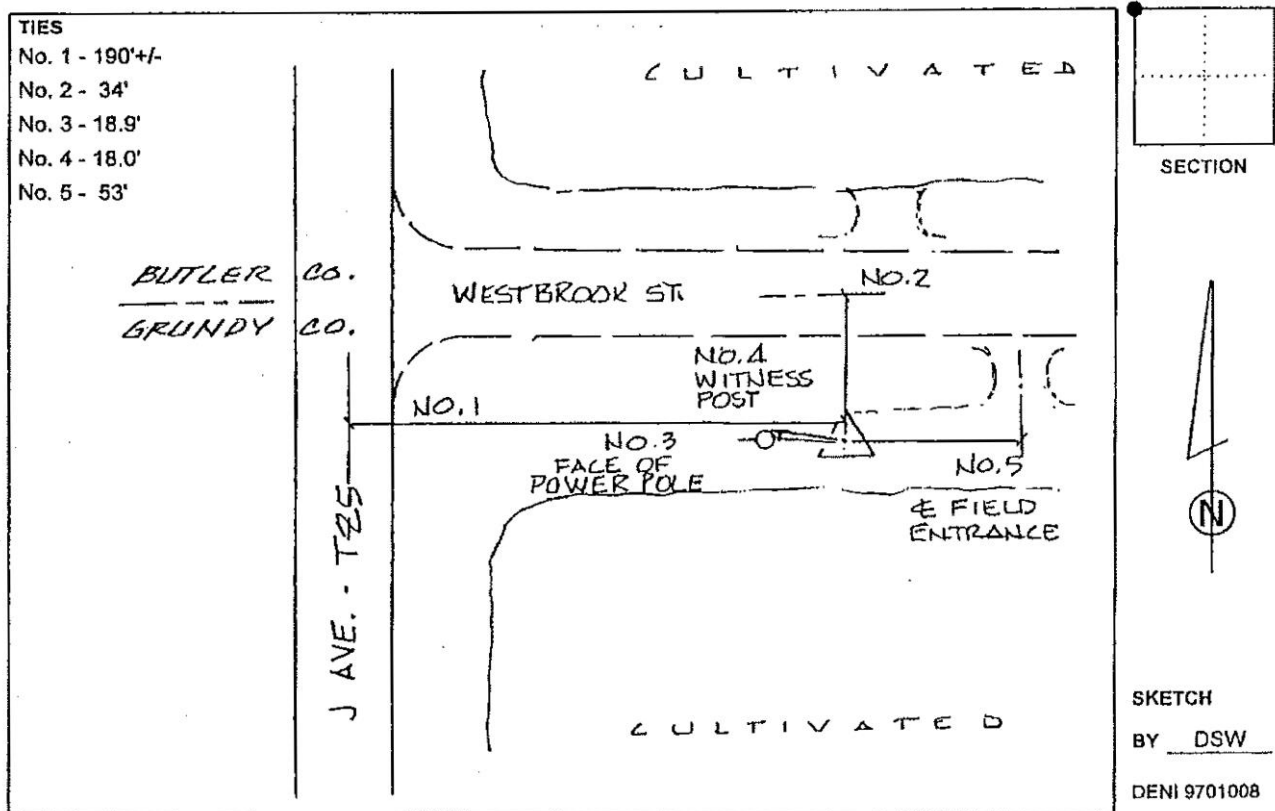 TIES
No. 1 - 190'+/-
No. 2 - 34'
No. 3 - 18.9'
No. 4 - 18.0'
No. 5 - 53'
CULTIVATED
SECTION
BUTLER CO.
GRUNDY CO.
WESTBROOK ST.
NO.2
NO.4
WITNESS
POST
NO.1
NO.3
FACE OF
POWER POLE
NO.5
℄ FIELD
ENTRANCE
N
J AVE. - T25
CULTIVATED
SKETCH
BY DSW
DENI 9701008